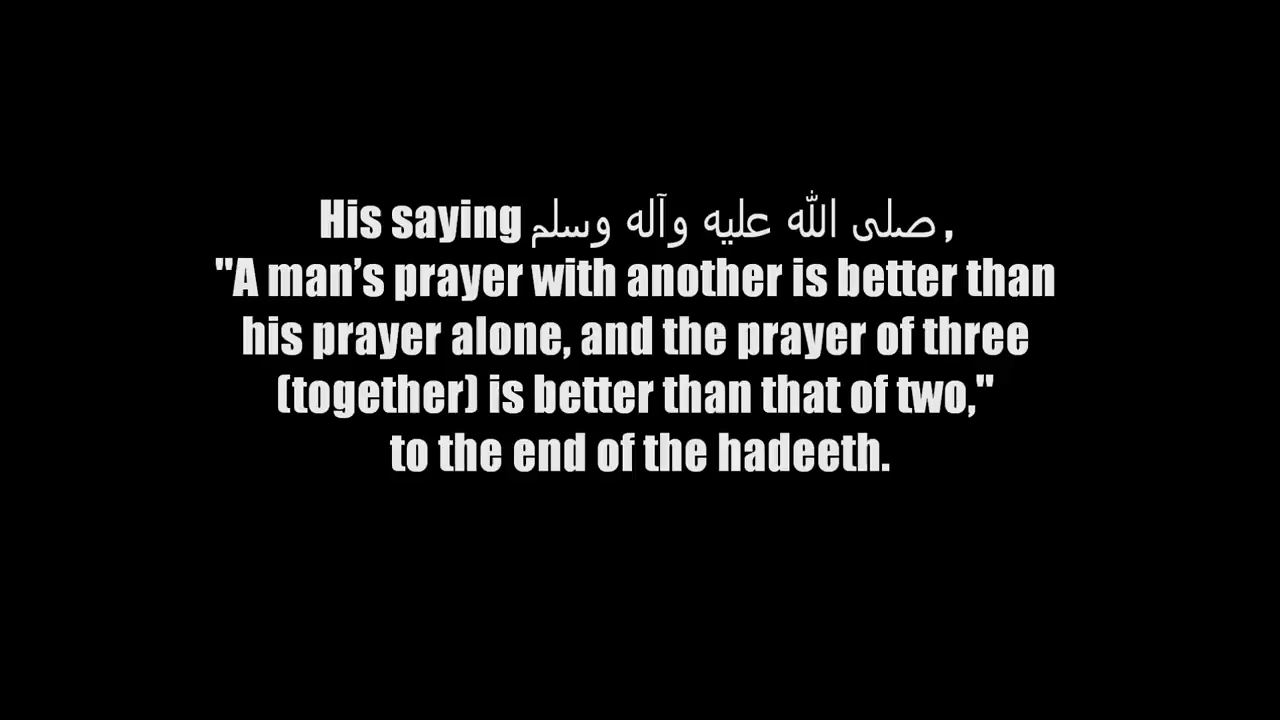 His saying صلى الله عليه وآله وسلم ,
"A man’s prayer with another is better than
his prayer alone, and the prayer of three
(together) is better than that of two,"
to the end of the hadeeth.